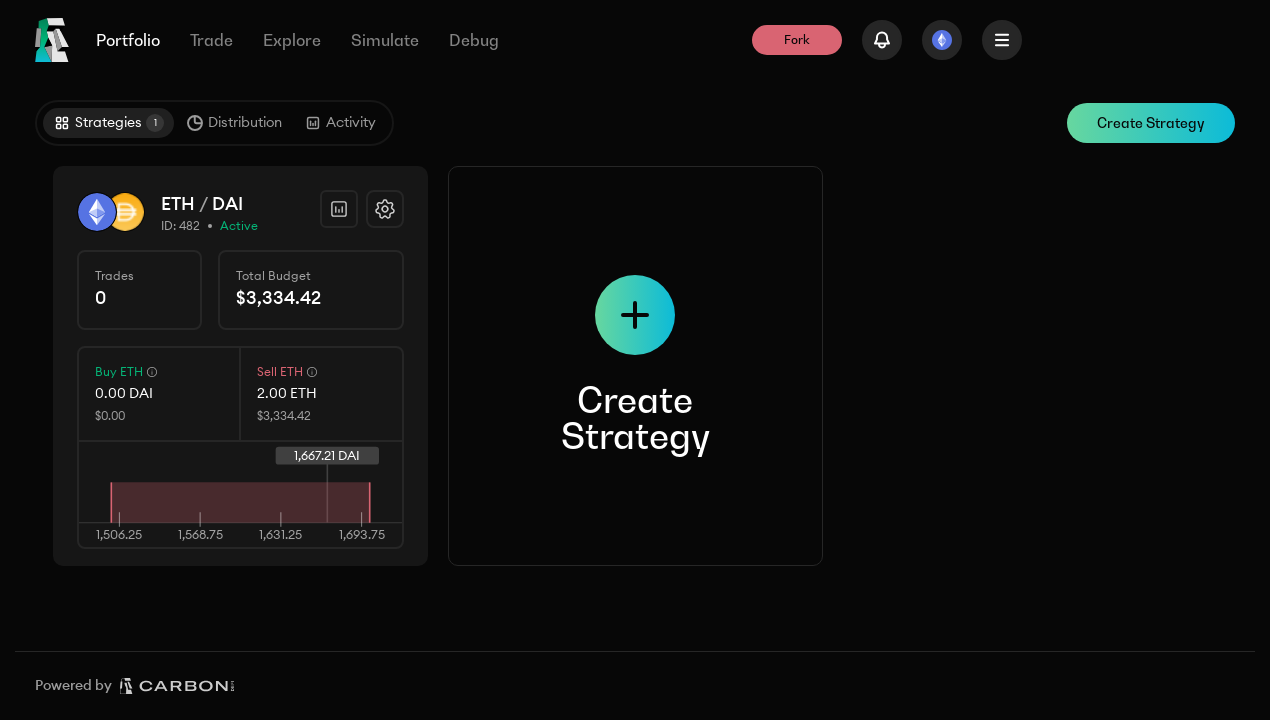 Portfolio Trade Explore Simulate Debug Fork
Strategies 1 Distribution Activity Create Strategy
ETH / DAI
ID: 482 • Active
Trades
0
Total Budget
$3,334.42
Buy ETH
0.00 DAI
$0.00
Sell ETH
2.00 ETH
$3,334.42
1,667.21 DAI
1,506.25 1,568.75 1,631.25 1,693.75
Create
Strategy
Powered by CARBON